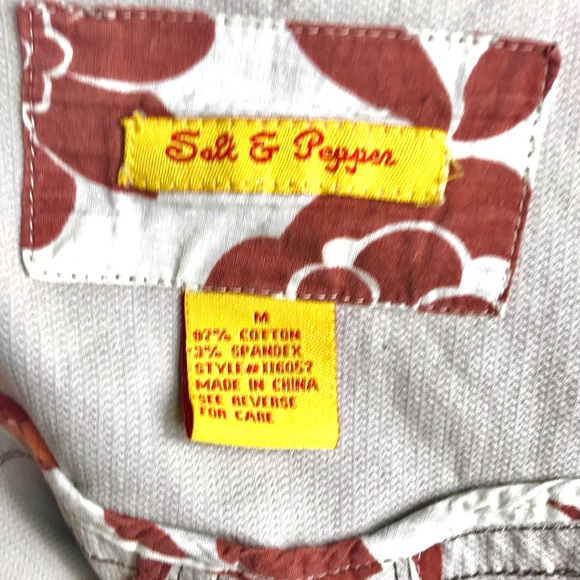 Salt & Pepper
M
97% COTTON
3% SPANDEX
STYLE#116057
MADE IN CHINA
SEE REVERSE
FOR CARE